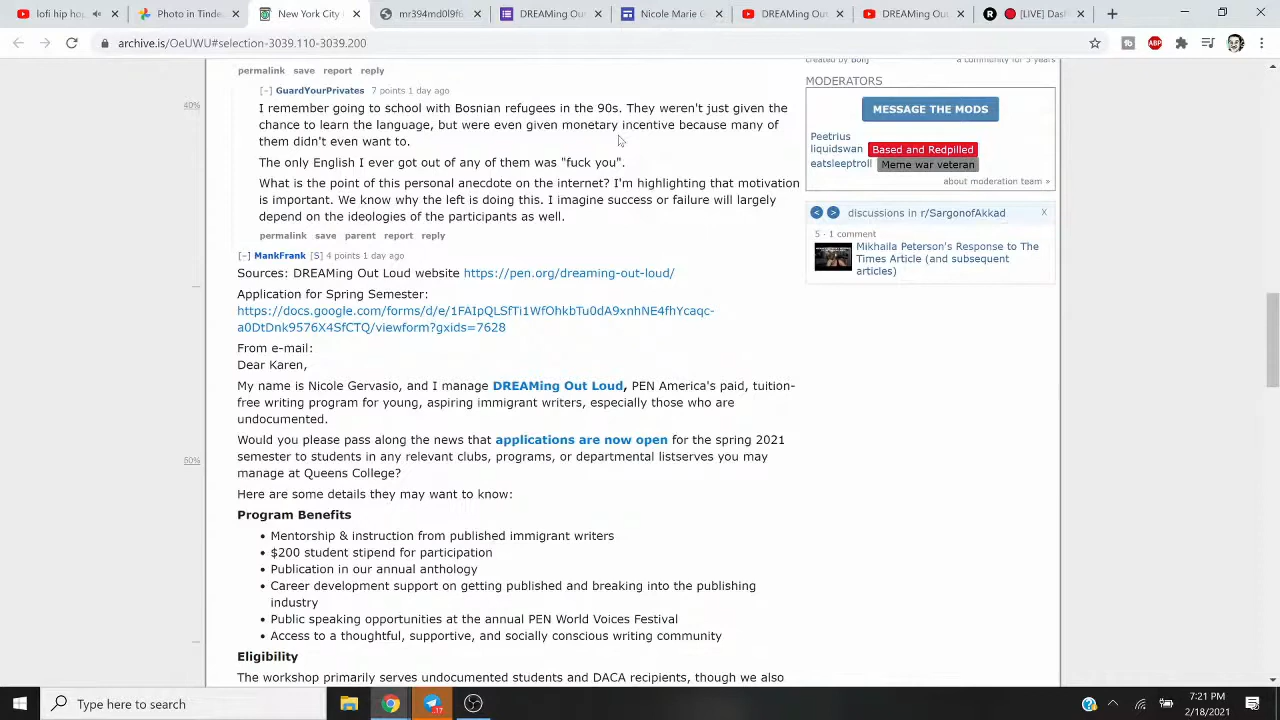 lofi hip hop
Photo in Tinde
New York City
mr394md0l9f6
DREAMing Out
Nicole Marie G
DREAMing Ou
DREAMing Ou
[LIVE] Das
archive.is/OeUWU#selection-3039.110-3039.200
ABP
created by Bonj
a community for 5 years
permalink save report reply
MODERATORS
[–] GuardYourPrivates 7 points 1 day ago
40%
I remember going to school with Bosnian refugees in the 90s. They weren't just given the
chance to learn the language, but were even given monetary incentive because many of
them didn't even want to.
The only English I ever got out of any of them was "fuck you".
What is the point of this personal anecdote on the internet? I'm highlighting that motivation
is important. We know why the left is doing this. I imagine success or failure will largely
depend on the ideologies of the participants as well.
permalink save parent report reply
MESSAGE THE MODS
Peetrius
liquidswan Based and Redpilled
eatsleeptroll Meme war veteran
about moderation team »
< > discussions in r/SargonofAkkad X
5 · 1 comment
Mikhaila Peterson's Response to The
Times Article (and subsequent
articles)
[–] MankFrank [S] 4 points 1 day ago
Sources: DREAMing Out Loud website https://pen.org/dreaming-out-loud/
Application for Spring Semester:
https://docs.google.com/forms/d/e/1FAIpQLSfTi1WfOhkbTu0dA9xnhNE4fhYcaqc-
a0DtDnk9576X4SfCTQ/viewform?gxids=7628
From e-mail:
Dear Karen,
My name is Nicole Gervasio, and I manage DREAMing Out Loud, PEN America's paid, tuition-
free writing program for young, aspiring immigrant writers, especially those who are
undocumented.
Would you please pass along the news that applications are now open for the spring 2021
50%
semester to students in any relevant clubs, programs, or departmental listserves you may
manage at Queens College?
Here are some details they may want to know:
Program Benefits
• Mentorship & instruction from published immigrant writers
• $200 student stipend for participation
• Publication in our annual anthology
• Career development support on getting published and breaking into the publishing
industry
• Public speaking opportunities at the annual PEN World Voices Festival
• Access to a thoughtful, supportive, and socially conscious writing community
Eligibility
The workshop primarily serves undocumented students and DACA recipients, though we also
Type here to search
17
7:21 PM
2/18/2021